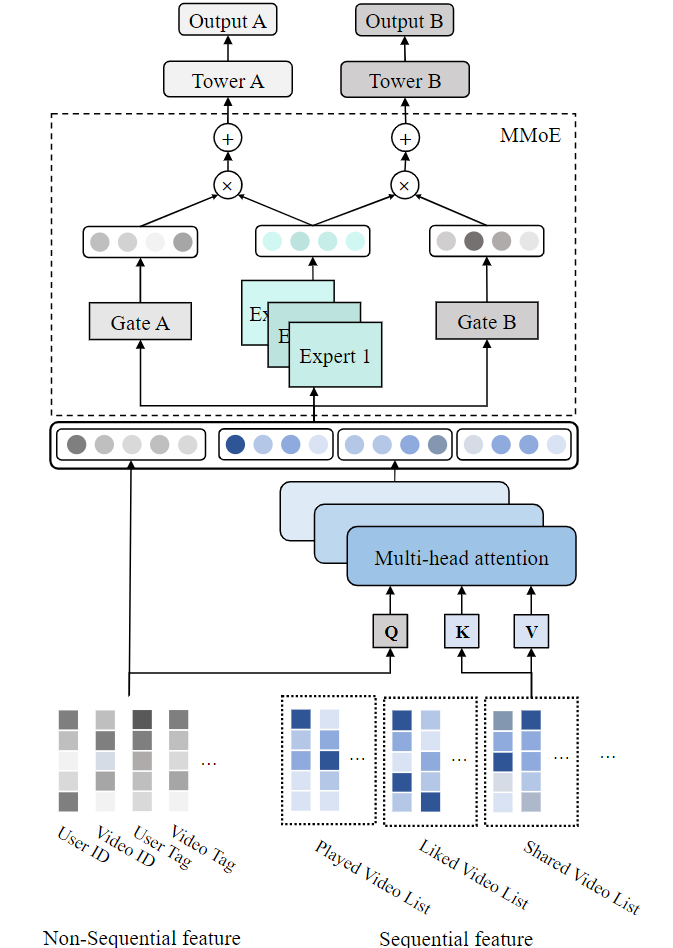 Output A
Output B
Tower A
Tower B
MMoE
+
+
×
×
Gate A
Ex
E
Expert 1
Gate B
Multi-head attention
Q
K
V
...
...
...
...
...
User ID
Video ID
User Tag
Video Tag
Played Video List
Liked Video List
Shared Video List
Non-Sequential feature
Sequential feature